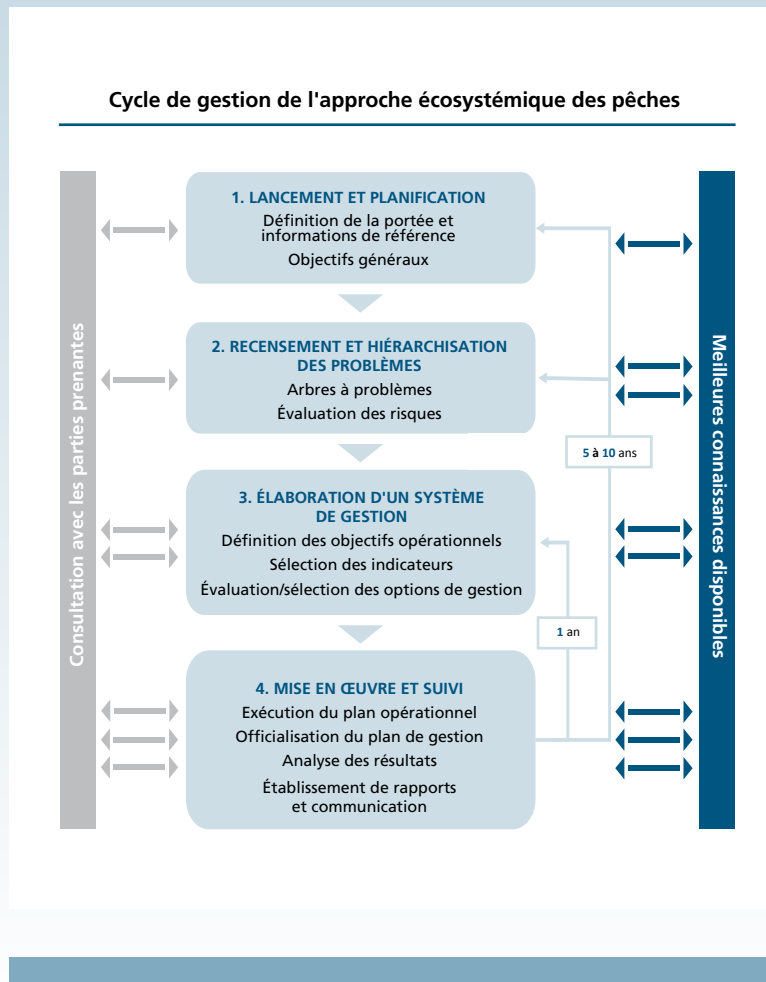 Cycle de gestion de l'approche écosystémique des pêches
Consultation avec les parties prenantes
1. LANCEMENT ET PLANIFICATION
Définition de la portée et
informations de référence
Objectifs généraux
2. RECENSEMENT ET HIÉRARCHISATION
DES PROBLÈMES
Arbres à problèmes
Évaluation des risques
5 à 10 ans
3. ÉLABORATION D'UN SYSTÈME
DE GESTION
Définition des objectifs opérationnels
Sélection des indicateurs
Évaluation/sélection des options de gestion
1 an
4. MISE EN ŒUVRE ET SUIVI
Exécution du plan opérationnel
Officialisation du plan de gestion
Analyse des résultats
Établissement de rapports
et communication
Meilleures connaissances disponibles